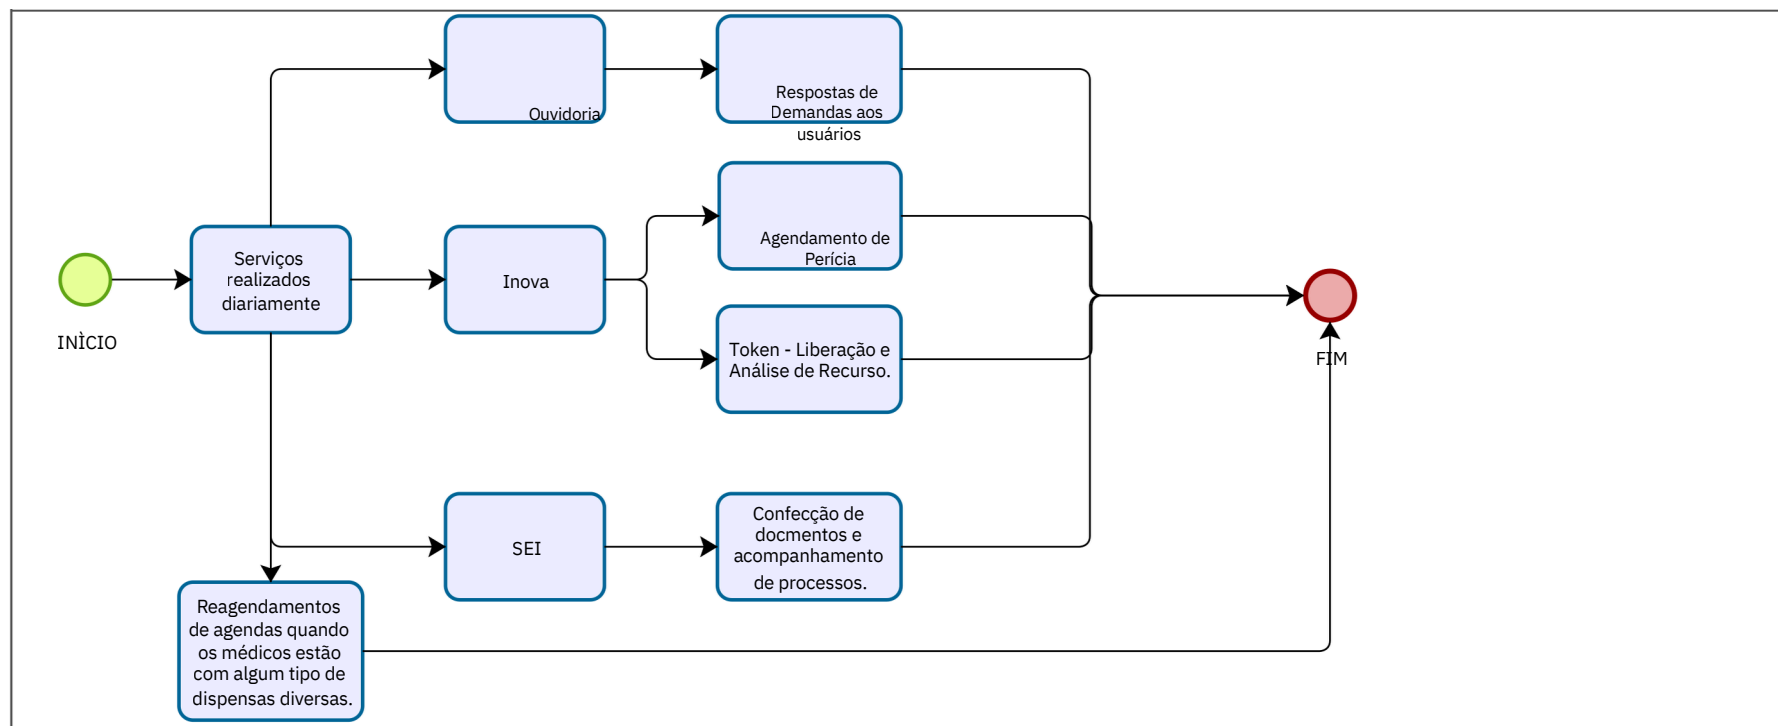 Ouvidoria
Respostas de
Demandas aos
usuários
Agendamento de
Perícia
Serviços
realizados
diariamente
Inova
INÌCIO
Token - Liberação e
Análise de Recurso.
FIM
SEI
Confecção de
docmentos e
acompanhamento
de processos.
Reagendamentos
de agendas quando
os médicos estão
com algum tipo de
dispensas diversas.